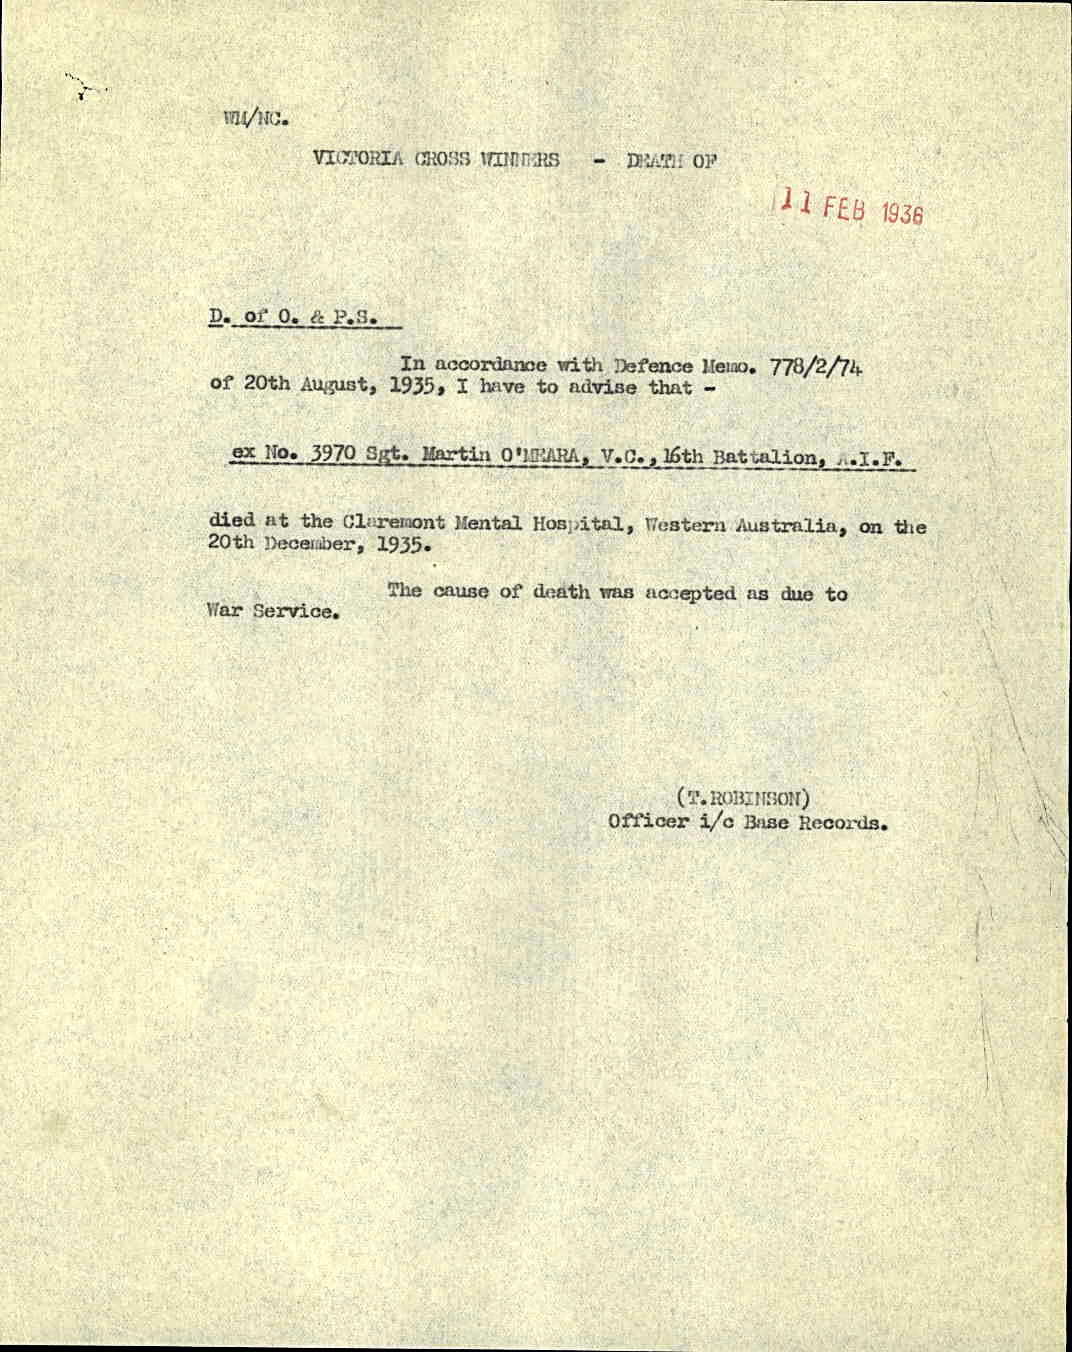 WM/NC.
VICTORIA CROSS WINNERS - DEATH OF
11 FEB 1936
D. of O. & P.S.
In accordance with Defence Memo. 778/2/74
of 20th August, 1935, I have to advise that -
ex No. 3970 Sgt. Martin O'MEARA, V.C., 16th Battalion, A.I.F.
died at the Claremont Mental Hospital, Western Australia, on the
20th December, 1935.
The cause of death was accepted as due to
War Service.
(T.ROBINSON)
Officer i/c Base Records.